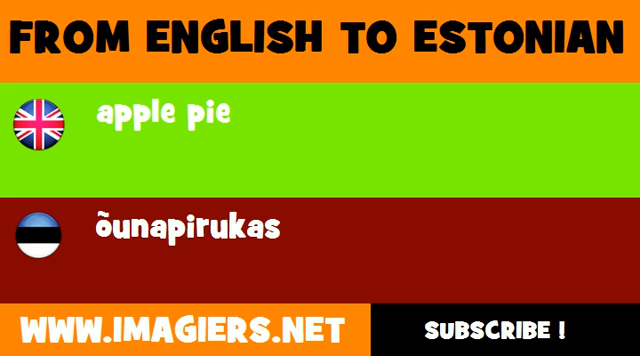 FROM ENGLISH TO ESTONIAN
apple pie
õunapirukas
WWW.IMAGIERS.NET
SUBSCRIBE !